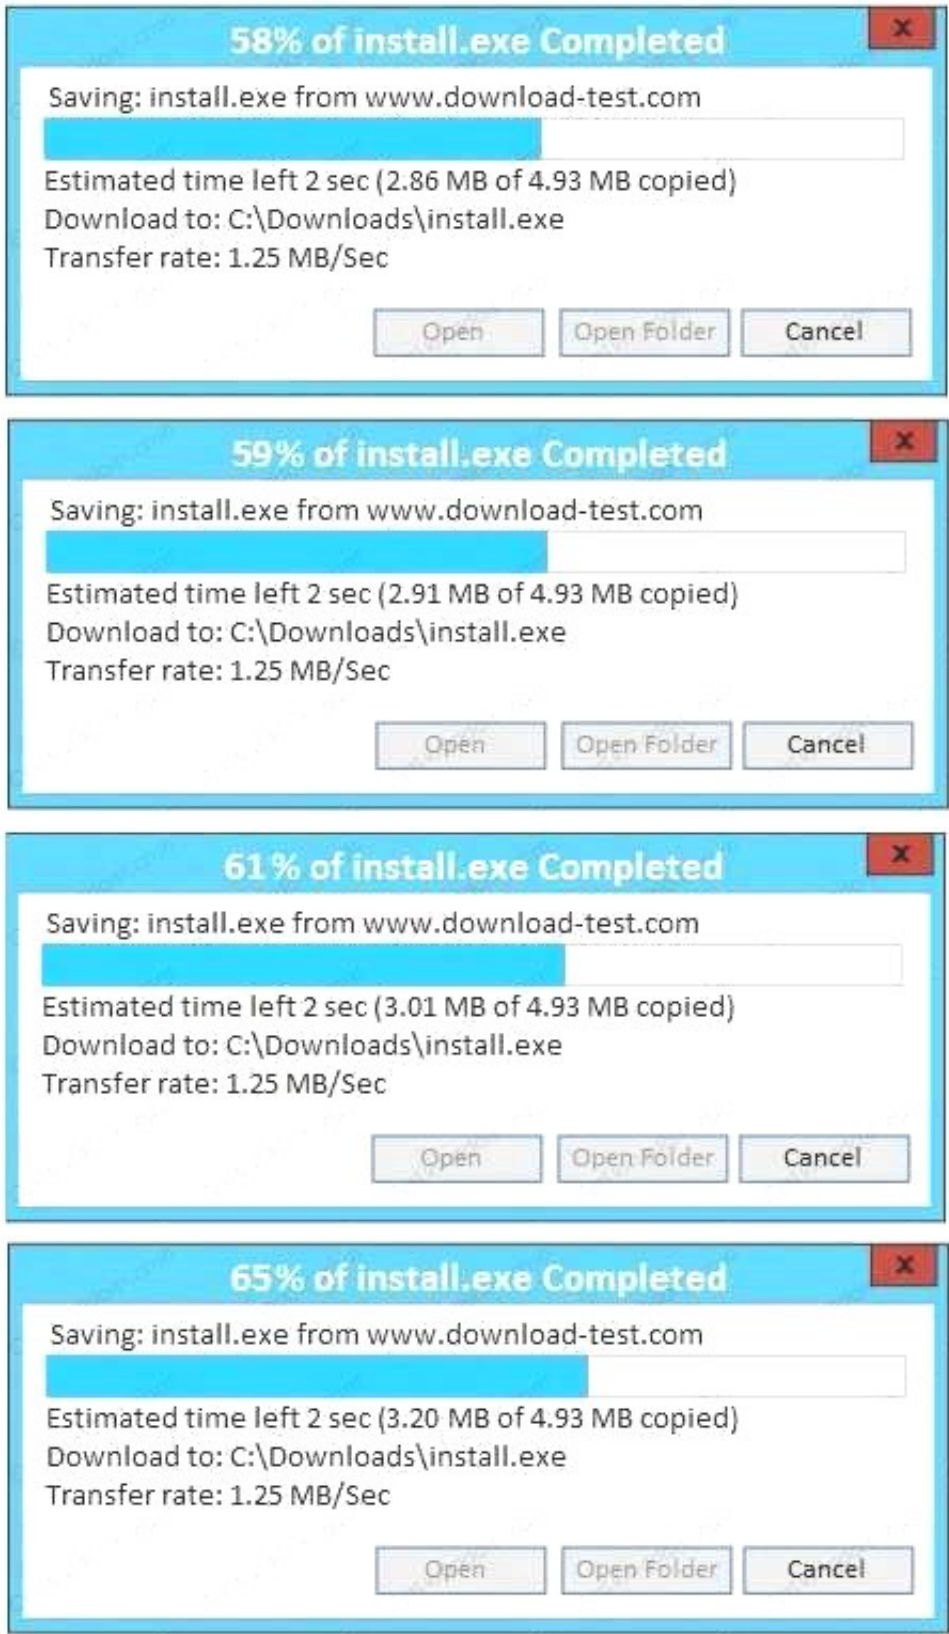 58% of install.exe Completed
x
Saving: install.exe from www.download-test.com
Estimated time left 2 sec (2.86 MB of 4.93 MB copied)
Download to: C:\Downloads\install.exe
Transfer rate: 1.25 MB/Sec
Open Open Folder Cancel
59% of install.exe Completed
x
Saving: install.exe from www.download-test.com
Estimated time left 2 sec (2.91 MB of 4.93 MB copied)
Download to: C:\Downloads\install.exe
Transfer rate: 1.25 MB/Sec
Open Open Folder Cancel
61% of install.exe Completed
x
Saving: install.exe from www.download-test.com
Estimated time left 2 sec (3.01 MB of 4.93 MB copied)
Download to: C:\Downloads\install.exe
Transfer rate: 1.25 MB/Sec
Open Open Folder Cancel
65% of install.exe Completed
x
Saving: install.exe from www.download-test.com
Estimated time left 2 sec (3.20 MB of 4.93 MB copied)
Download to: C:\Downloads\install.exe
Transfer rate: 1.25 MB/Sec
Open Open Folder Cancel